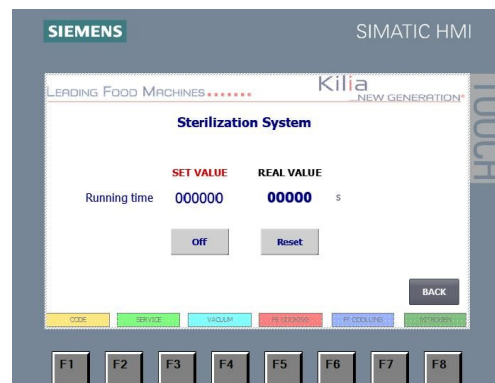 SIEMENS
SIMATIC HMI
TOUCH
LEADING FOOD MACHINES.......
Kilia
...NEW GENERATION
Sterilization System
SET VALUE REAL VALUE
Running time 000000 00000 s
Off Reset
BACK
CODE SERVICE VACUUM
F1 F2 F3 F4 F5 F6 F7 F8